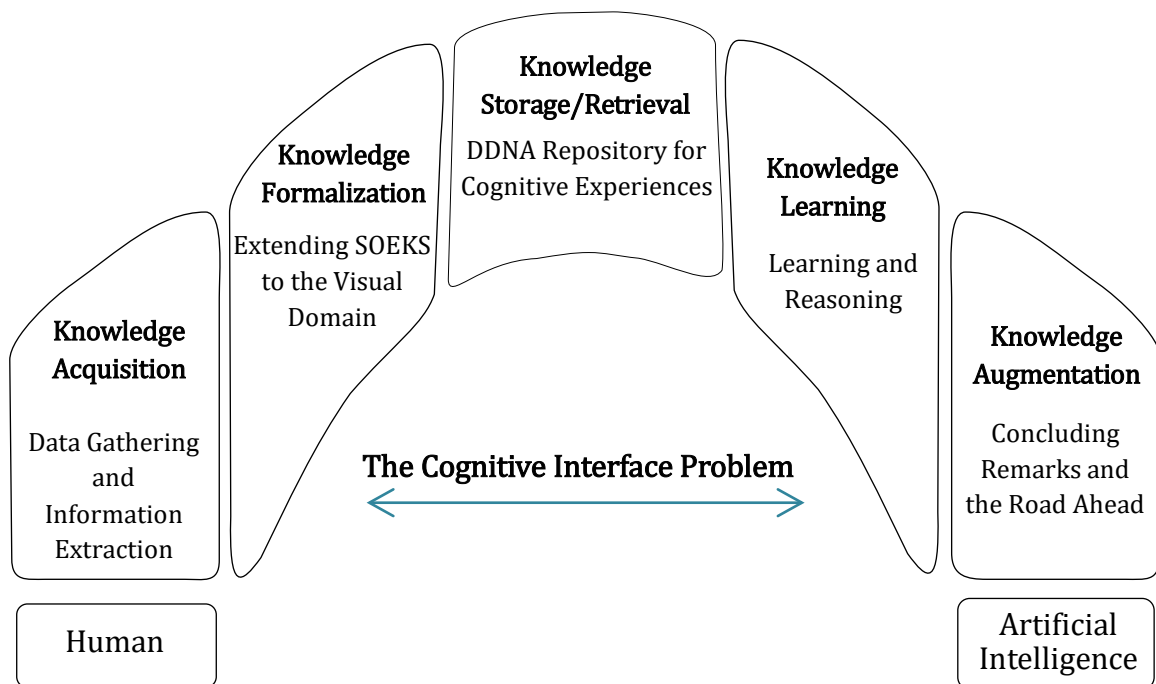 Knowledge
Acquisition
Data Gathering
and
Information
Extraction
Knowledge
Formalization
Extending SOEKS
to the Visual
Domain
Knowledge
Storage/Retrieval
DDNA Repository for
Cognitive Experiences
Knowledge
Learning
Learning and
Reasoning
Knowledge
Augmentation
Concluding
Remarks and
the Road Ahead
The Cognitive Interface Problem
Human
Artificial
Intelligence